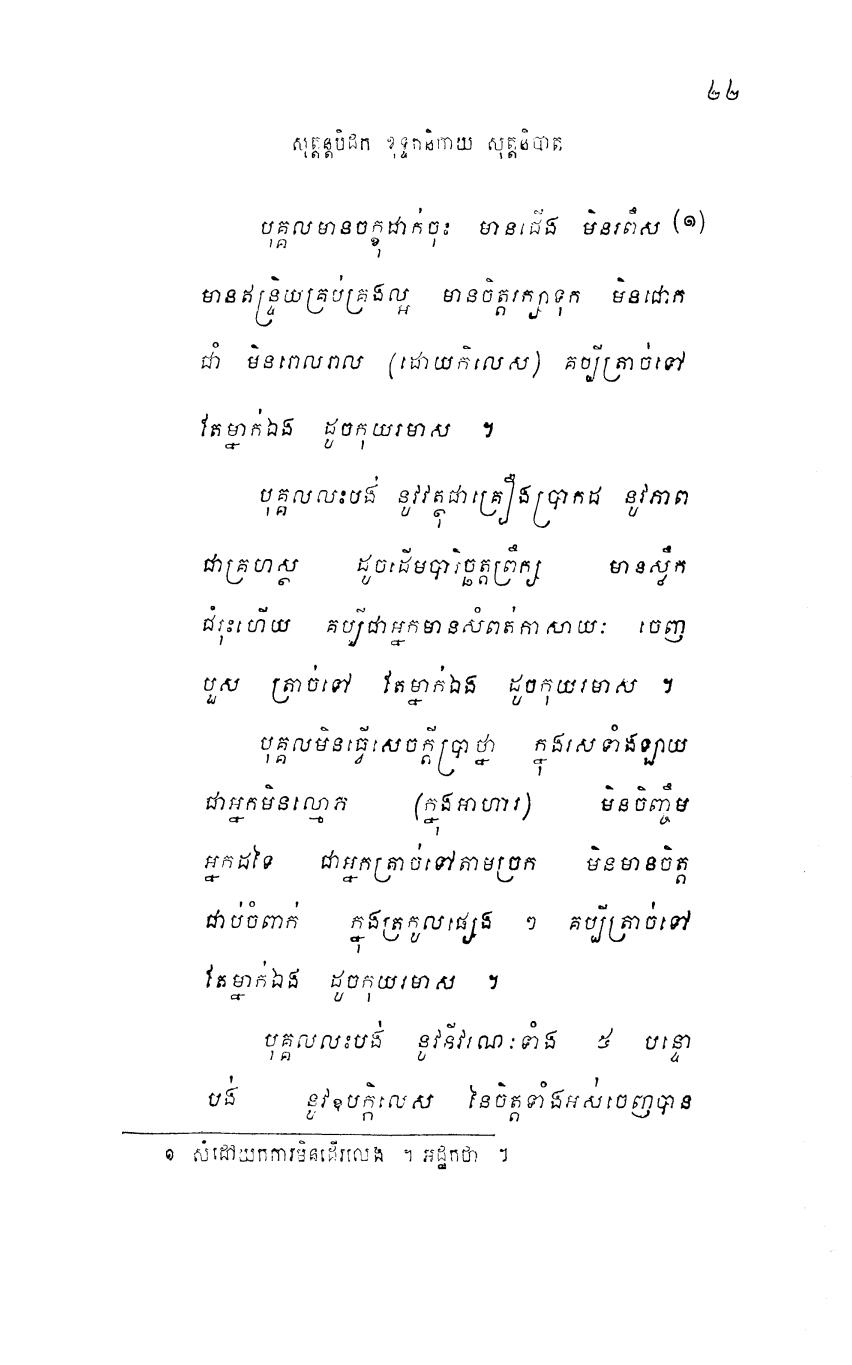 ២២
សុត្តន្តបិដក ខុទ្ទកនិកាយ សុត្តនិបាត
បុគ្គលមានចក្ខុដាក់ចុះ មានជើង មិនរពឹស (១)
មានឥន្ទ្រិយគ្រប់គ្រងល្អ មានចិត្តរក្សាទុក មិនជោក
ជាំ មិនរោលរាល (ដោយកិលេស) គប្បីត្រាច់ទៅ
តែម្នាក់ឯង ដូចកុយរមាស ។
បុគ្គលលះបង់ នូវវត្ថុជាគ្រឿងប្រាកដ នូវភាព
ជាគ្រហស្ថ ដូចដើមបារិច្ឆត្តព្រឹក្ស មានស្លឹក
ជំរុះហើយ គប្បីជាអ្នកមានសំពត់កាសាយៈ ចេញ
បួស ត្រាច់ទៅ តែម្នាក់ឯង ដូចកុយរមាស ។
បុគ្គលមិនធ្វើសេចក្តីប្រាថ្នា ក្នុងរសទាំងឡាយ
ជាអ្នកមិនល្មោភ (ក្នុងអាហារ) មិនចិញ្ចឹម
អ្នកដទៃ ជាអ្នកត្រាច់ទៅតាមច្រក មិនមានចិត្ត
ជាប់ចំពាក់ ក្នុងត្រកូលផ្សេង ៗ គប្បីត្រាច់ទៅ
តែម្នាក់ឯង ដូចកុយរមាស ។
បុគ្គលលះបង់ នូវនីវរណៈទាំង ៥ បន្ទោ
បង់ នូវឧបក្កិលេស នៃចិត្តទាំងអស់ចេញបាន
១ សំដៅយកការមិនដើរលេង ។ អដ្ឋកថា ។